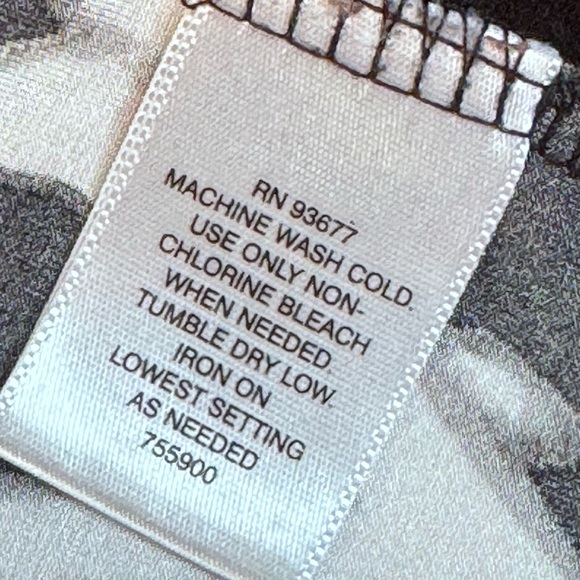 RN 93677
MACHINE WASH COLD.
USE ONLY NON-
CHLORINE BLEACH
WHEN NEEDED.
TUMBLE DRY LOW.
IRON ON
LOWEST SETTING
AS NEEDED
755900